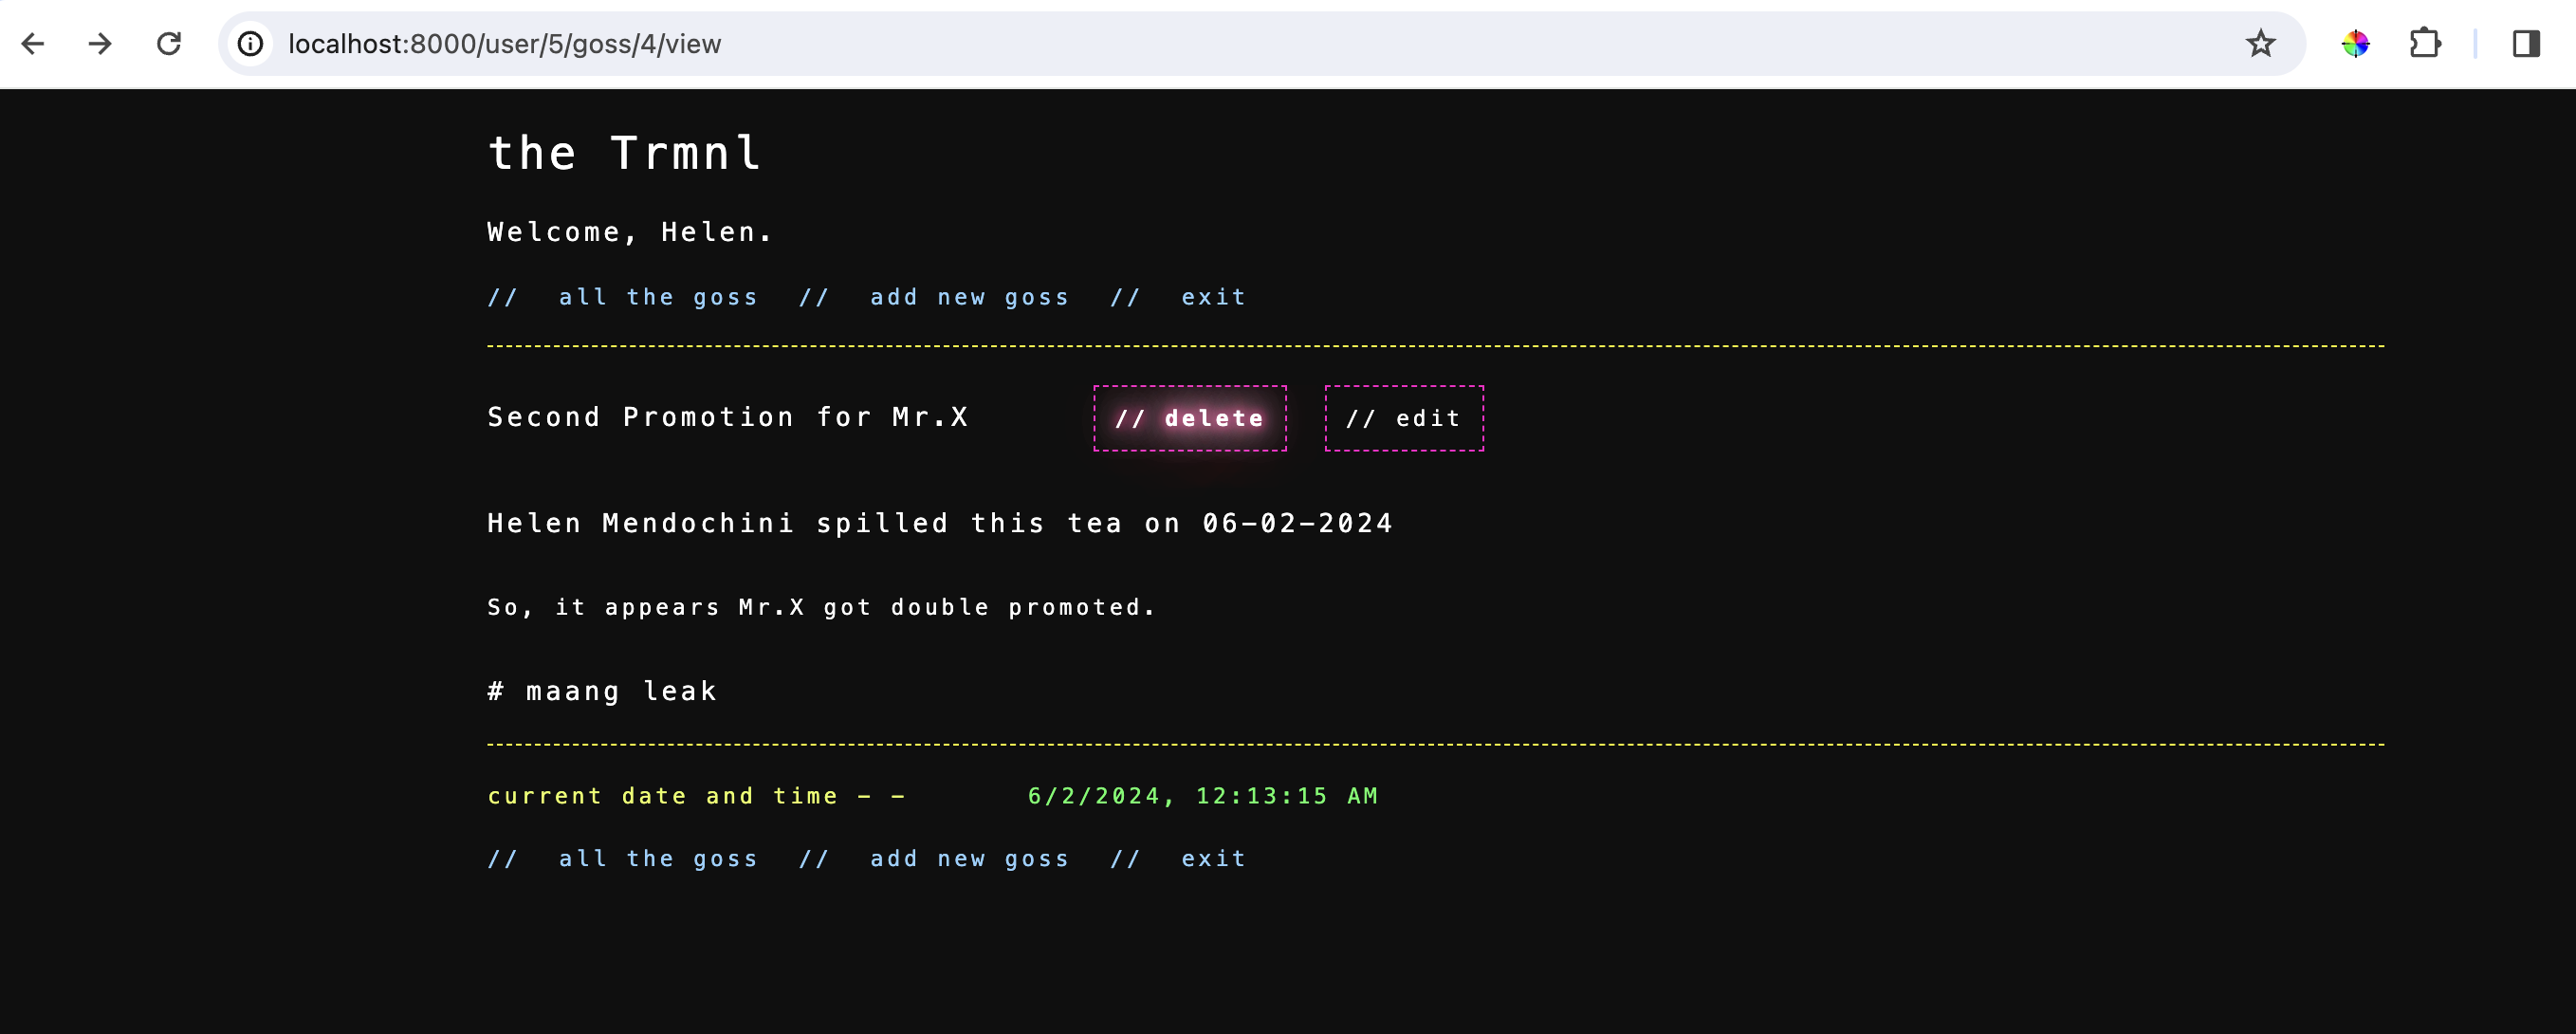 localhost:8000/user/5/goss/4/view
the Trmnl
Welcome, Helen.
// all the goss // add new goss // exit
Second Promotion for Mr.X // delete // edit
Helen Mendochini spilled this tea on 06-02-2024
So, it appears Mr.X got double promoted.
# maang leak
current date and time - - 6/2/2024, 12:13:15 AM
// all the goss // add new goss // exit